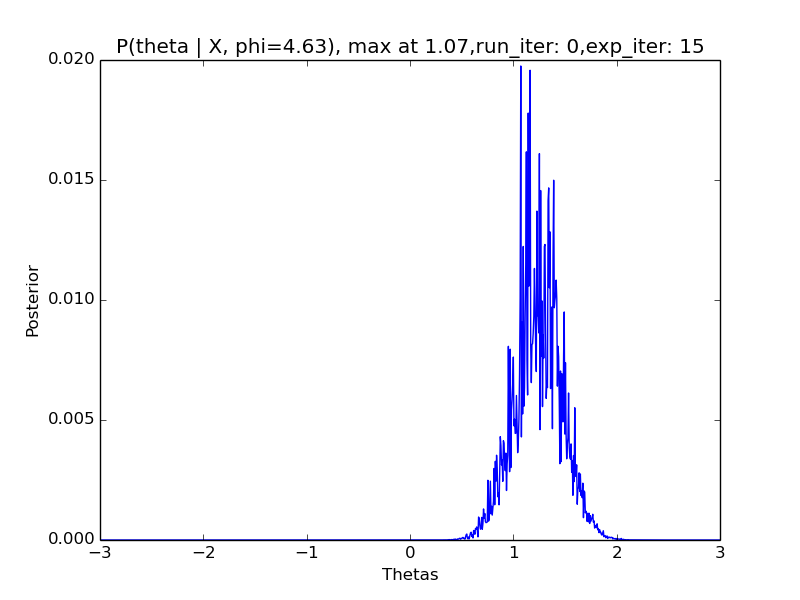 P(theta | X, phi=4.63), max at 1.07,run_iter: 0,exp_iter: 15
0.020
0.015
0.010
0.005
0.000
Posterior
−3 −2 −1 0 1 2 3
Thetas